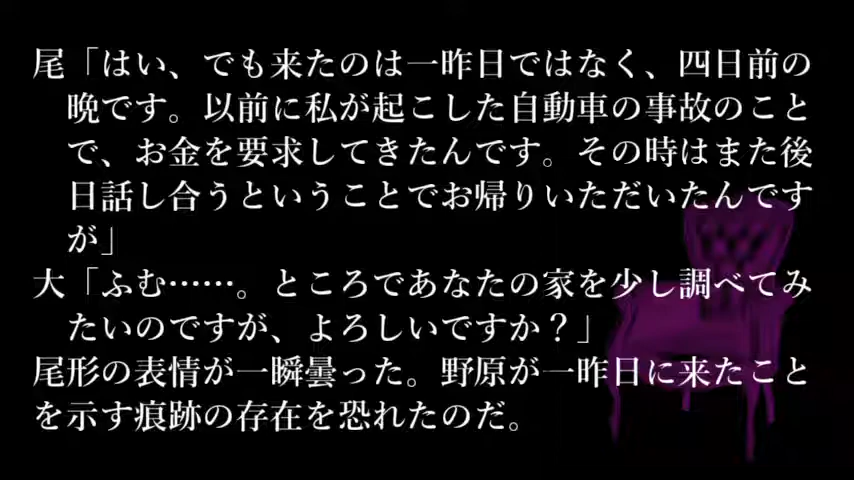 尾「はい、でも来たのは一昨日ではなく、四日前の
晩です。以前に私が起こした自動車の事故のこと
で、お金を要求してきたんです。その時はまた後
日話し合うということでお帰りいただいたんです
が」
大「ふむ……。ところであなたの家を少し調べてみ
たいのですが、よろしいですか？」
尾形の表情が一瞬曇った。野原が一昨日に来たこと
を示す痕跡の存在を恐れたのだ。